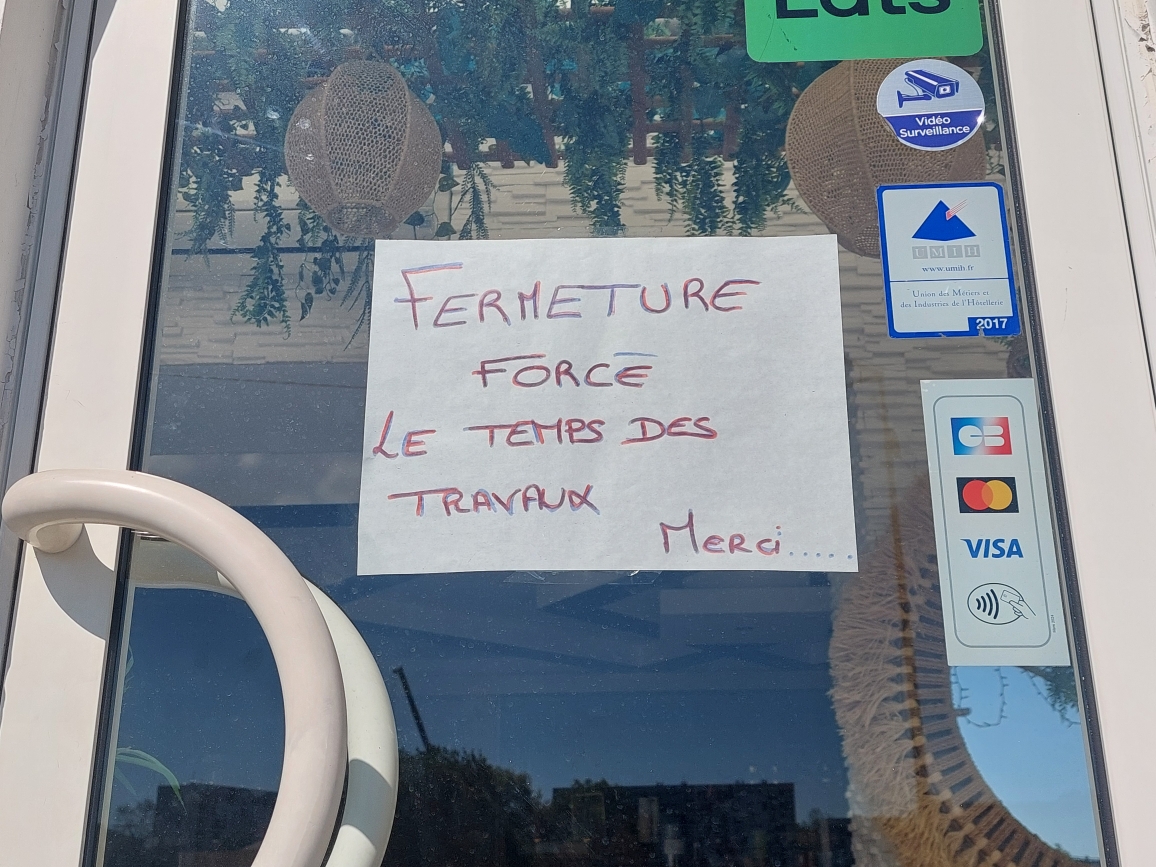 Eats
Vidéo
Surveillance
UMIH
www.umih.fr
Union des Métiers et
des Industries de l'Hôtellerie
2017
FERMETURE
FORCE
LE TEMPS DES
TRAVAUX
Merci.....
CB
VISA